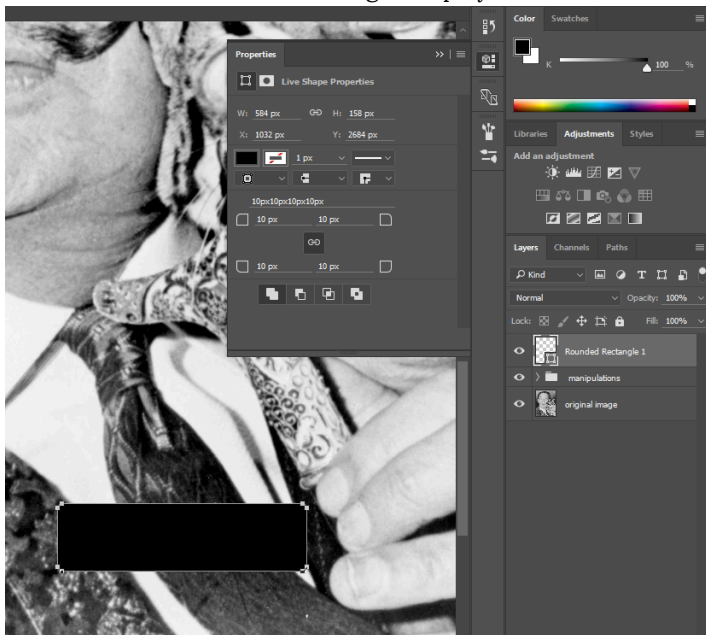 Properties
Live Shape Properties
W: 584 px H: 158 px
X: 1032 px Y: 2684 px
1 px
10px10px10px10px
10 px 10 px
10 px 10 px
Color Swatches
K 100 %
Libraries Adjustments Styles
Add an adjustment
Layers Channels Paths
Kind
Normal Opacity: 100%
Lock: Fill: 100%
Rounded Rectangle 1
manipulations
original image